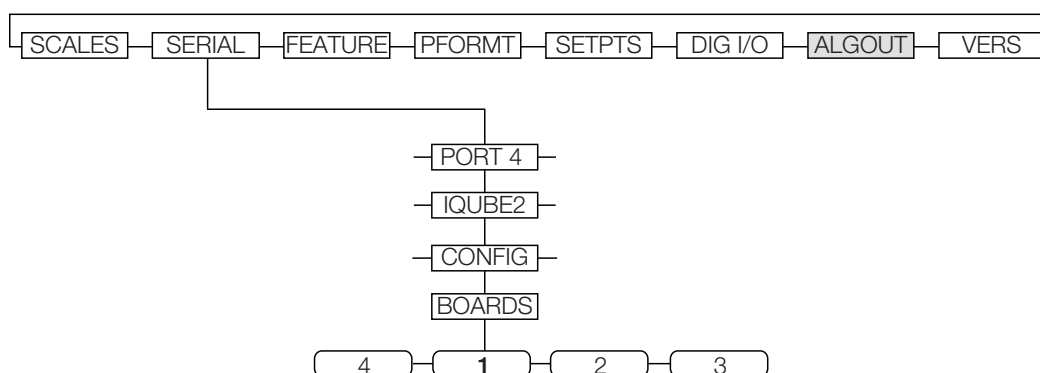 SCALES SERIAL FEATURE PFORMT SETPTS DIG I/O ALGOUT VERS
PORT 4
IQUBE2
CONFIG
BOARDS
4 1 2 3